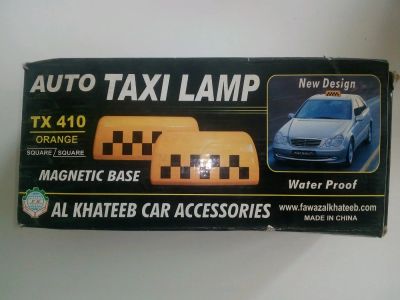 AUTO TAXI LAMP
New Design
TX 410
ORANGE
SQUARE / SQUARE
MAGNETIC BASE
Water Proof
AL KHATEEB CAR ACCESSORIES
www.fawazalkhateeb.com
MADE IN CHINA